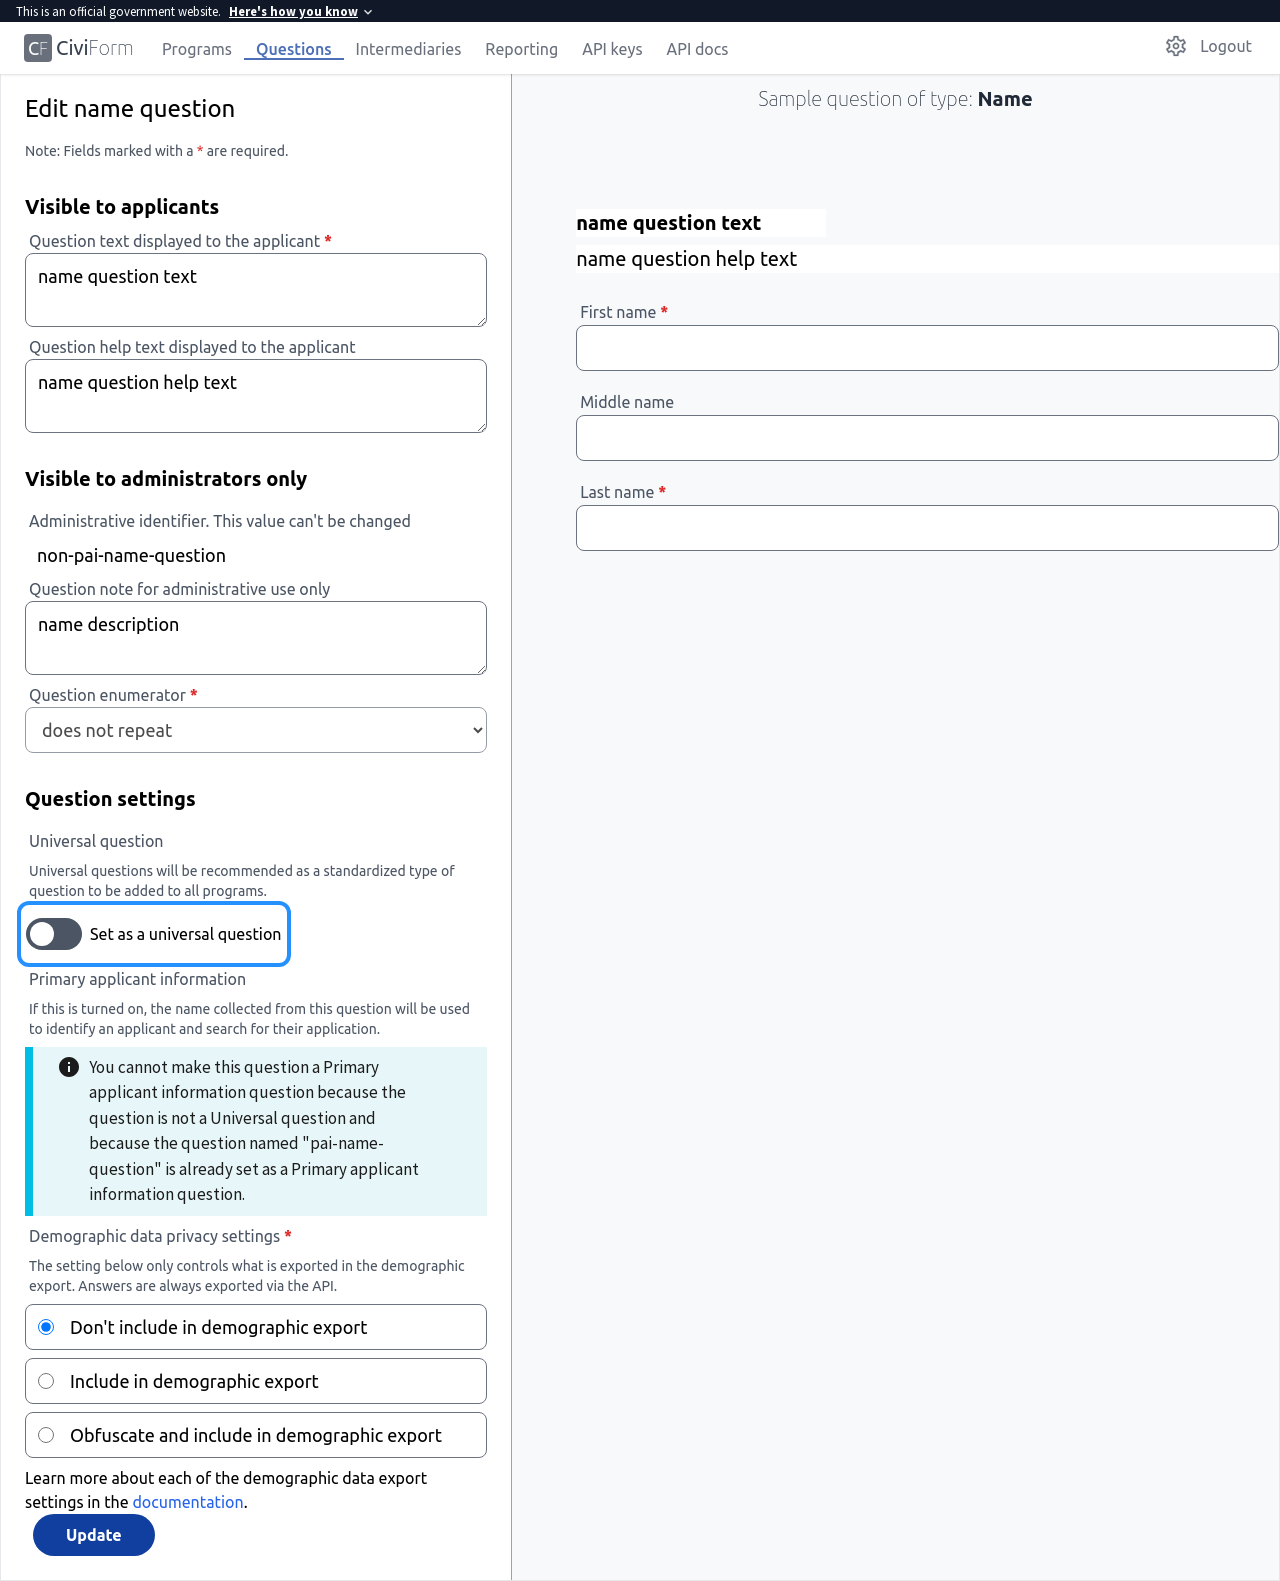 This is an official government website. Here's how you know
CF CiviForm Programs Questions Intermediaries Reporting API keys API docs Logout
Edit name question
Note: Fields marked with a * are required.
Visible to applicants
Question text displayed to the applicant *
name question text
Question help text displayed to the applicant
name question help text
Visible to administrators only
Administrative identifier. This value can't be changed
non-pai-name-question
Question note for administrative use only
name description
Question enumerator *
does not repeat
Question settings
Universal question
Universal questions will be recommended as a standardized type of
question to be added to all programs.
Set as a universal question
Primary applicant information
If this is turned on, the name collected from this question will be used
to identify an applicant and search for their application.
You cannot make this question a Primary
applicant information question because the
question is not a Universal question and
because the question named "pai-name-
question" is already set as a Primary applicant
information question.
Demographic data privacy settings *
The setting below only controls what is exported in the demographic
export. Answers are always exported via the API.
Don't include in demographic export
Include in demographic export
Obfuscate and include in demographic export
Learn more about each of the demographic data export
settings in the documentation.
Update
Sample question of type: Name
name question text
name question help text
First name *
Middle name
Last name *